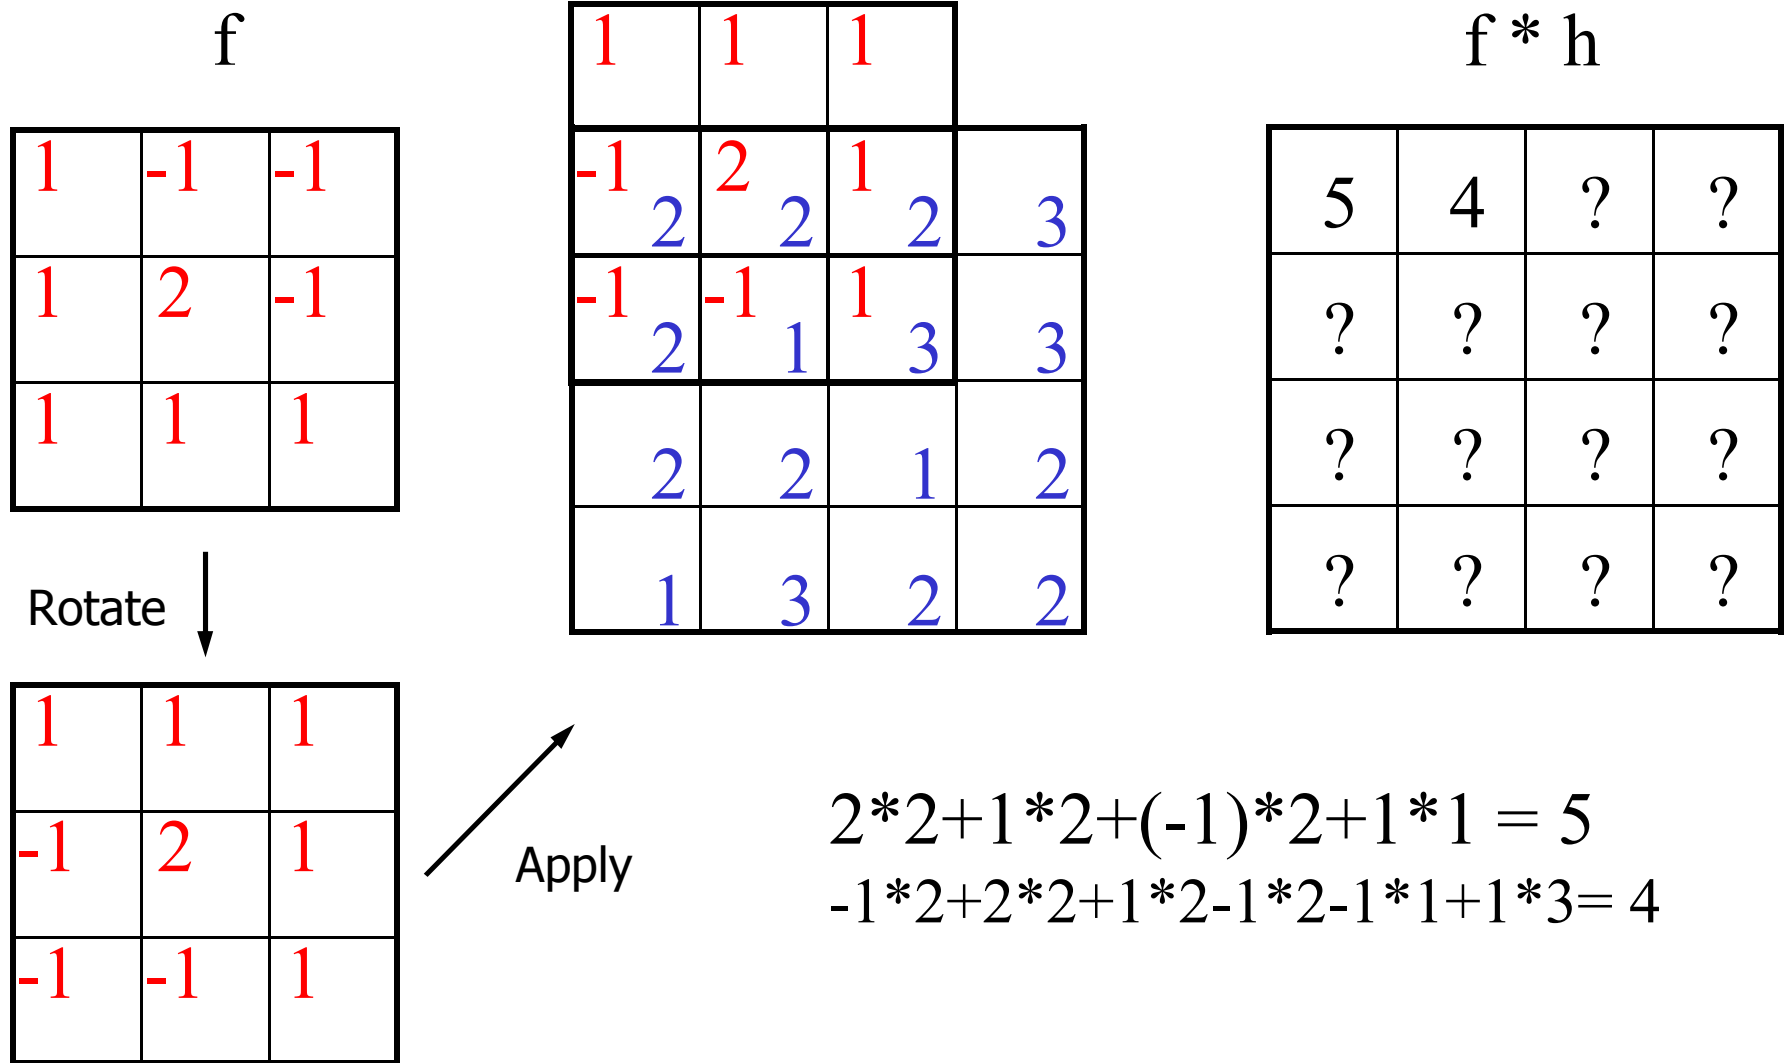 f
f * h
1 1 1
1 -1 -1
-1 2 1
2 2 2 3
5 4 ? ?
1 2 -1
-1 -1 1
2 1 3 3
? ? ? ?
1 1 1
2 2 1 2
? ? ? ?
Rotate
1 3 2 2
? ? ? ?
1 1 1
-1 2 1
-1 -1 1
Apply
2*2+1*2+(-1)*2+1*1 = 5
-1*2+2*2+1*2-1*2-1*1+1*3= 4